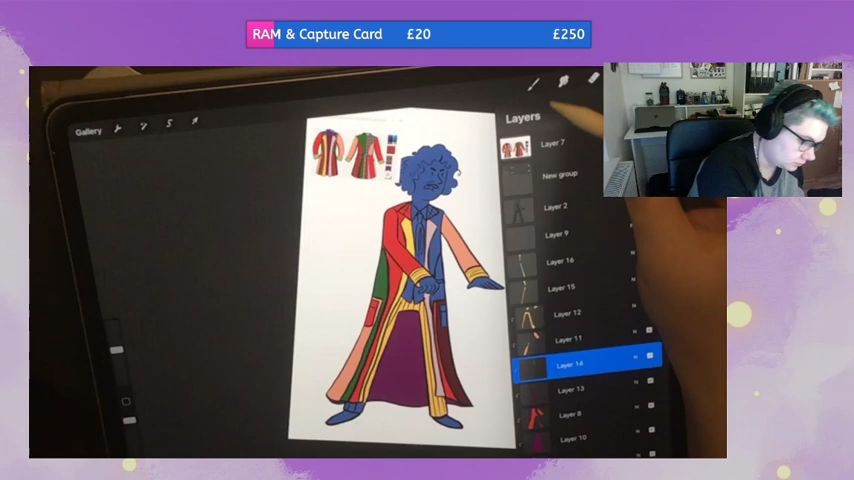 RAM & Capture Card £20 £250
Gallery
Layers
Layer 7
New group
Layer 2
Layer 9
Layer 16
Layer 15
Layer 12
Layer 11
Layer 14
Layer 13
Layer 8
Layer 10